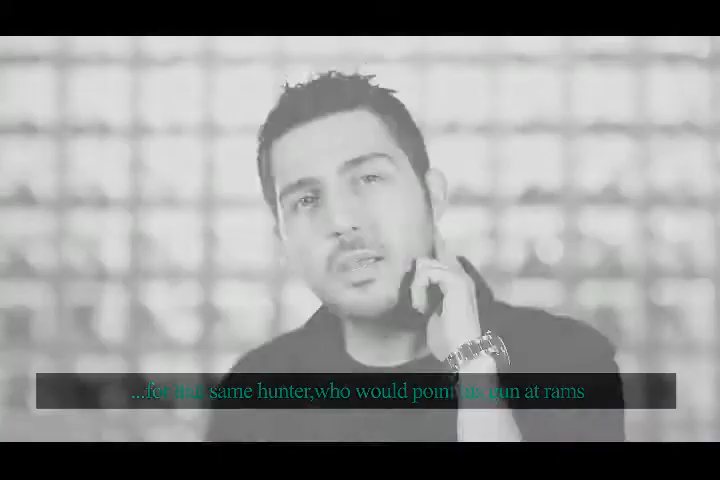 ...for that same hunter,who would point his gun at rams